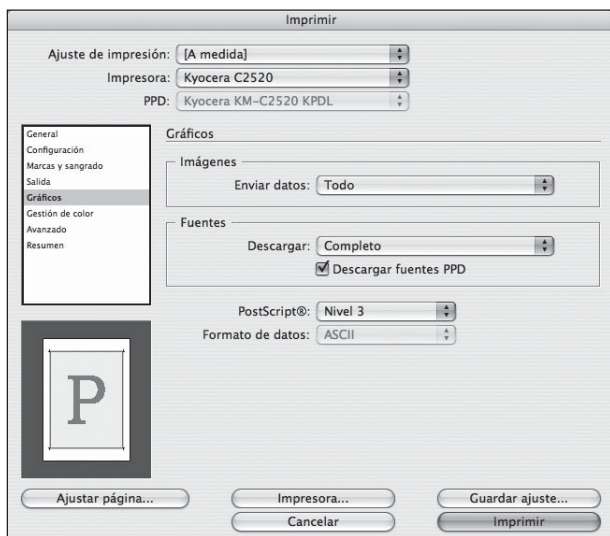 Imprimir
Ajuste de impresión: [A medida]
Impresora: Kyocera C2520
PPD: Kyocera KM-C2520 KPDL
General
Configuración
Marcas y sangrado
Salida
Gráficos
Gestión de color
Avanzado
Resumen
Gráficos
Imágenes
Enviar datos: Todo
Fuentes
Descargar: Completo
Descargar fuentes PPD
PostScript®: Nivel 3
Formato de datos: ASCII
P
Ajustar página... Impresora... Guardar ajuste...
Cancelar Imprimir